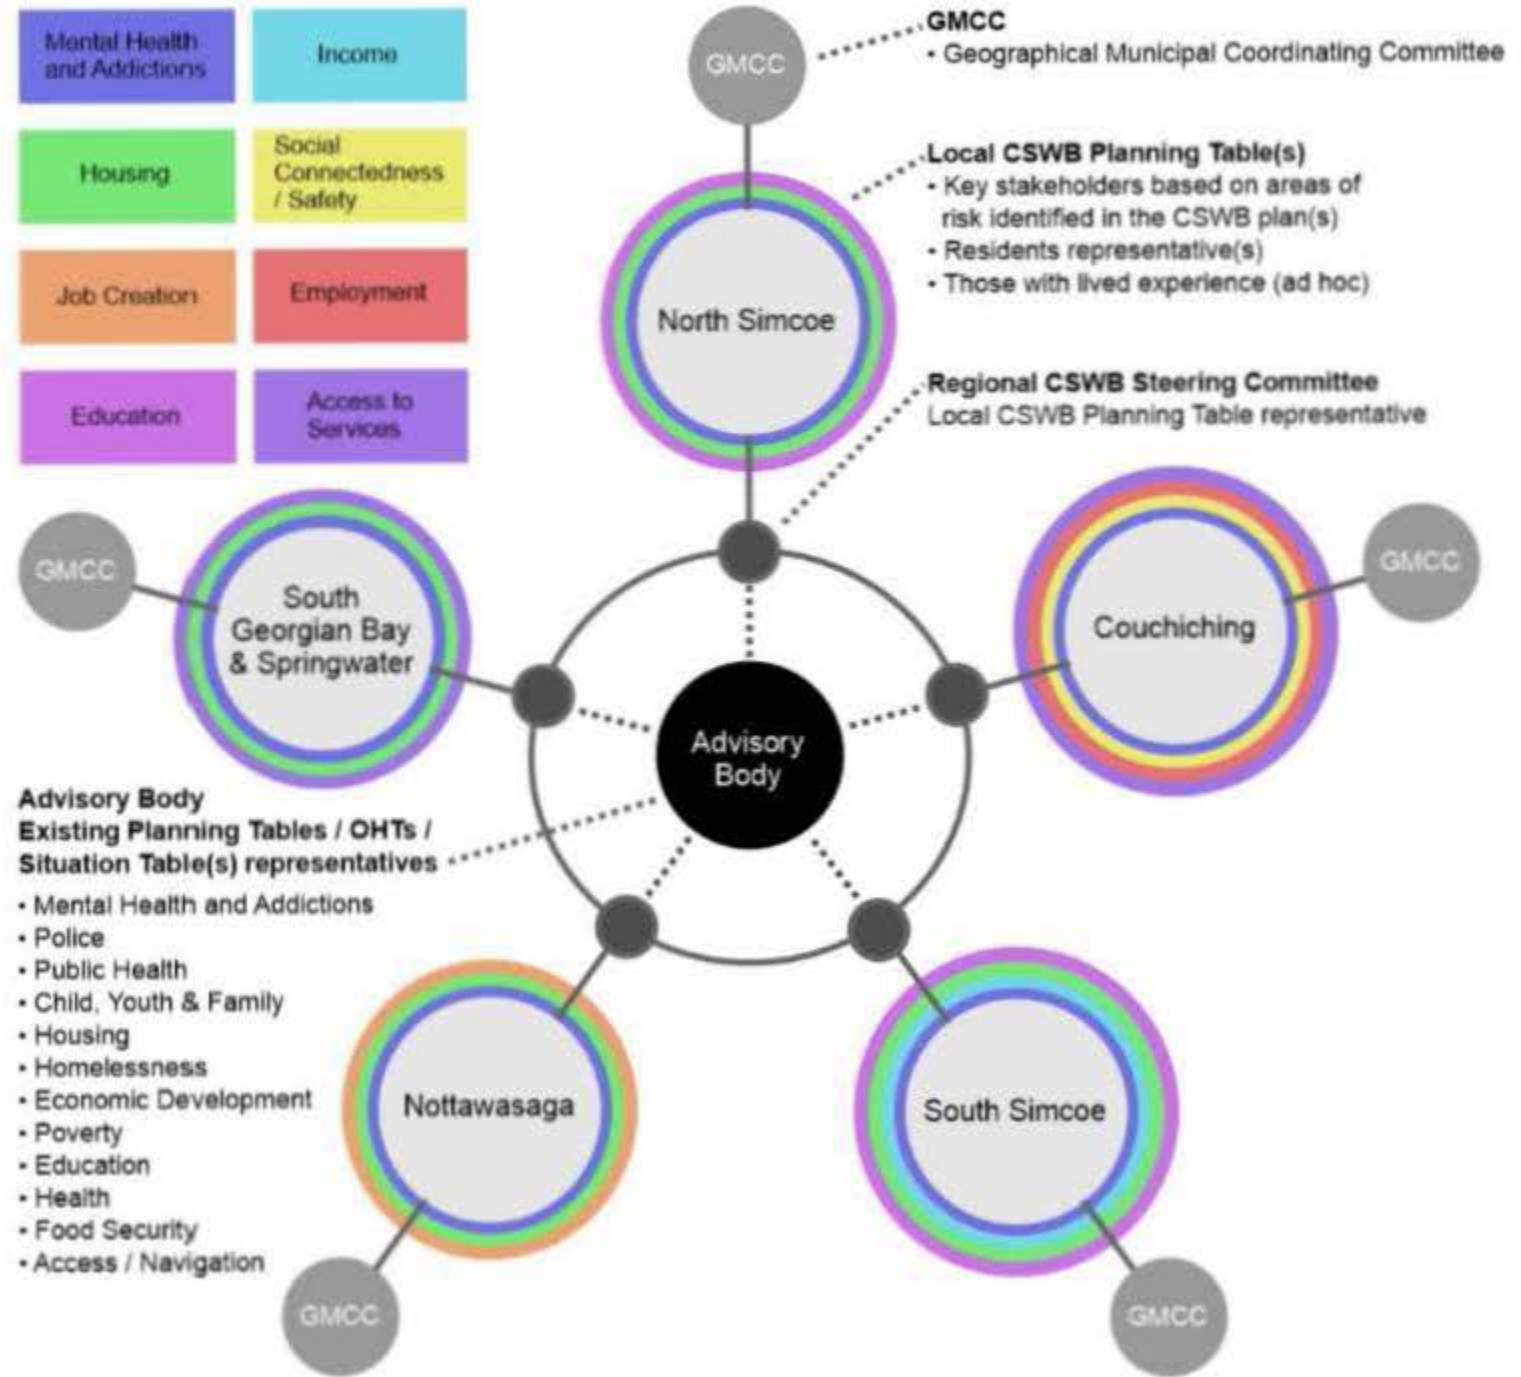 Mental Health
and Addictions
Income
Housing
Social
Connectedness
/ Safety
Job Creation
Employment
Education
Access to
Services
GMCC
GMCC
• Geographical Municipal Coordinating Committee
Local CSWB Planning Table(s)
• Key stakeholders based on areas of
risk identified in the CSWB plan(s)
• Residents representative(s)
• Those with lived experience (ad hoc)
North Simcoe
Regional CSWB Steering Committee
Local CSWB Planning Table representative
GMCC
South
Georgian Bay
& Springwater
Couchiching
GMCC
Advisory
Body
Advisory Body
Existing Planning Tables / OHTs /
Situation Table(s) representatives
• Mental Health and Addictions
• Police
• Public Health
• Child, Youth & Family
• Housing
• Homelessness
• Economic Development
• Poverty
• Education
• Health
• Food Security
• Access / Navigation
Nottawasaga
South Simcoe
GMCC
GMCC